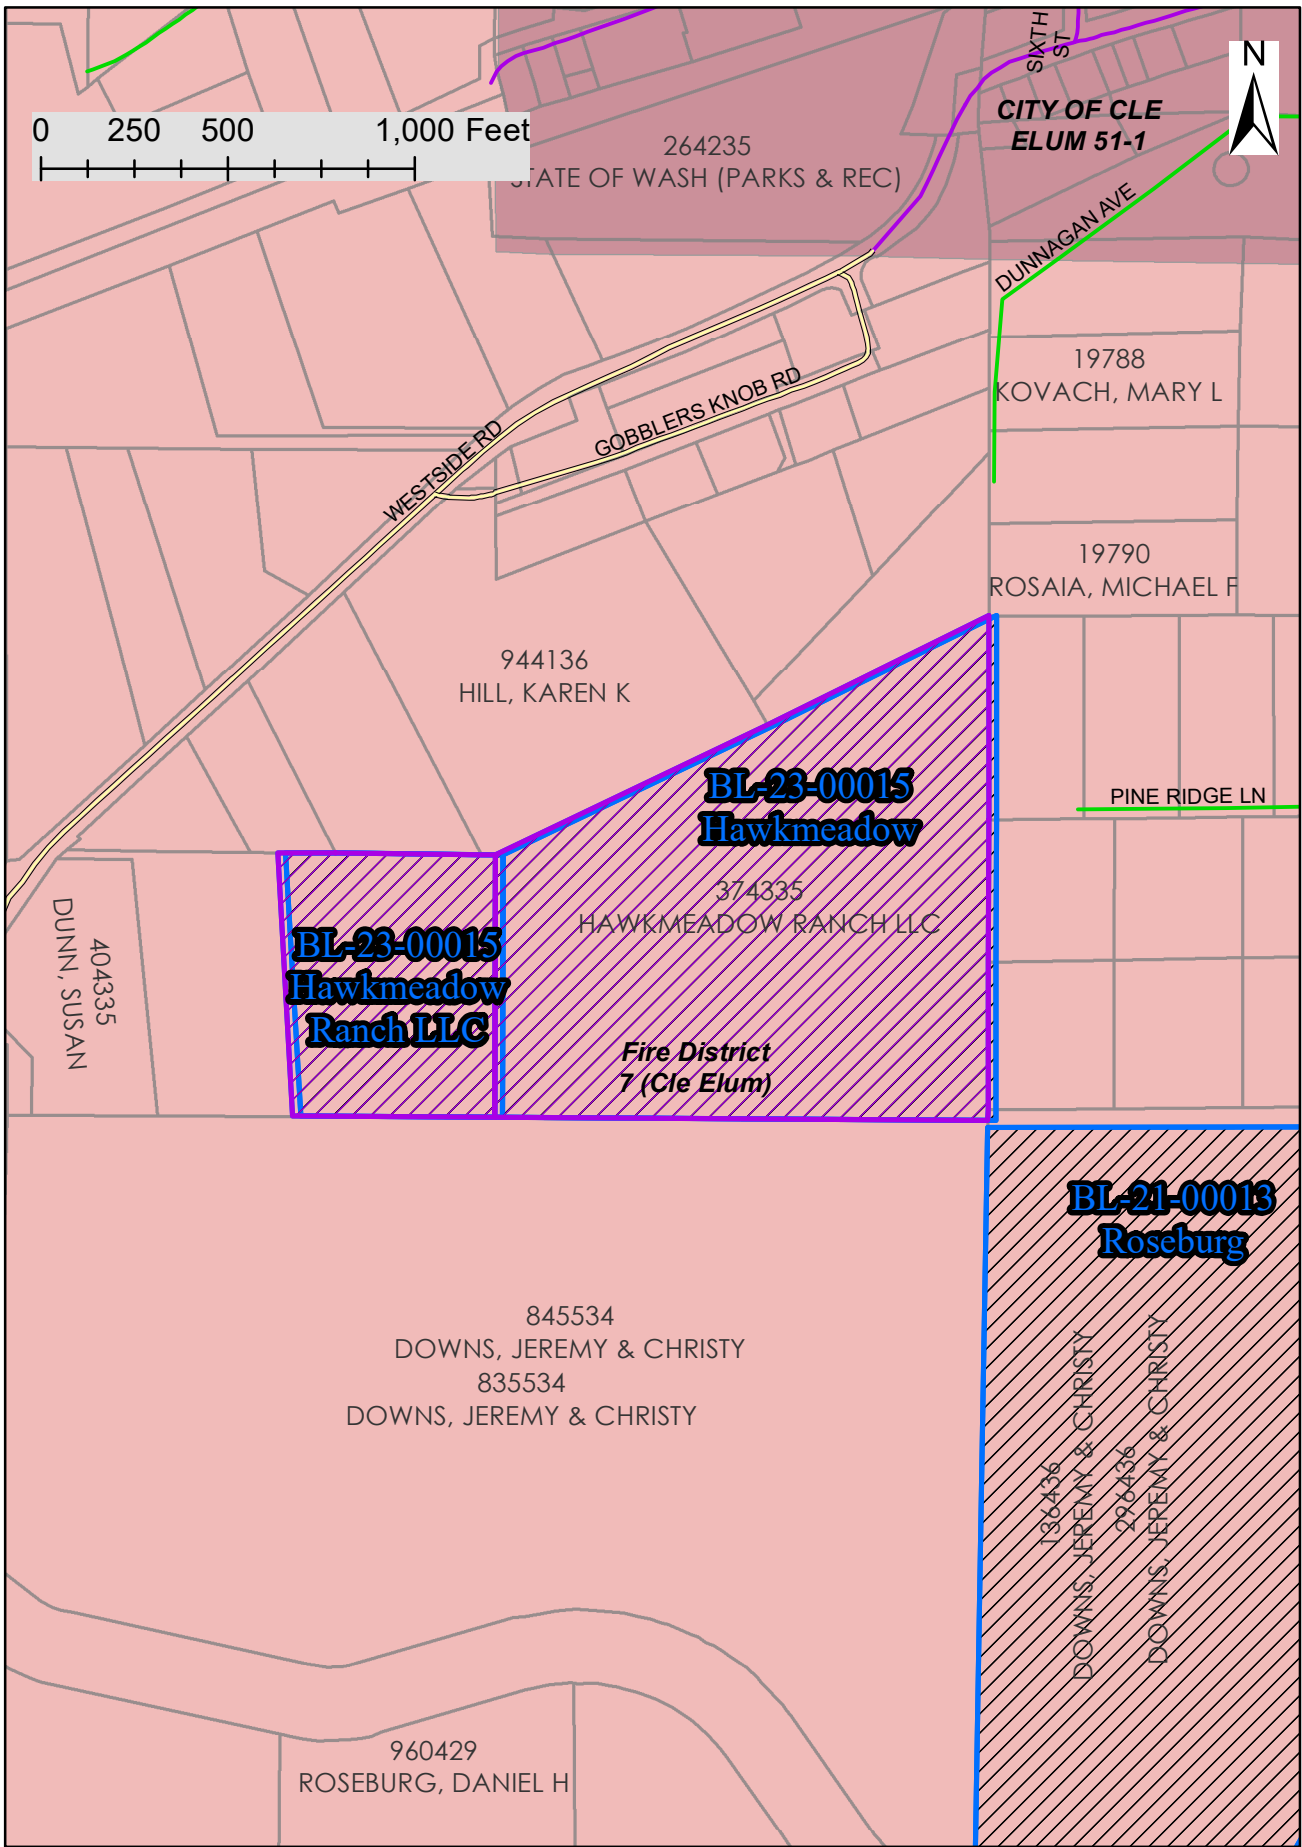 SIXTH
ST
N
CITY OF CLE
ELUM 51-1
0 250 500 1,000 Feet
264235
STATE OF WASH (PARKS & REC)
DUNNAGAN AVE
19788
KOVACH, MARY L
GOBBLERS KNOB RD
WESTSIDE RD
19790
ROSAIA, MICHAEL F
944136
HILL, KAREN K
BL-23-00015
Hawkmeadow
PINE RIDGE LN
374335
HAWKMEADOW RANCH LLC
404335
DUNN, SUSAN
BL-23-00015
Hawkmeadow
Ranch LLC
Fire District
7 (Cle Elum)
BL-21-00013
Roseburg
845534
DOWNS, JEREMY & CHRISTY
835534
DOWNS, JEREMY & CHRISTY
136436
DOWNS, JEREMY & CHRISTY
296436
DOWNS, JEREMY & CHRISTY
960429
ROSEBURG, DANIEL H